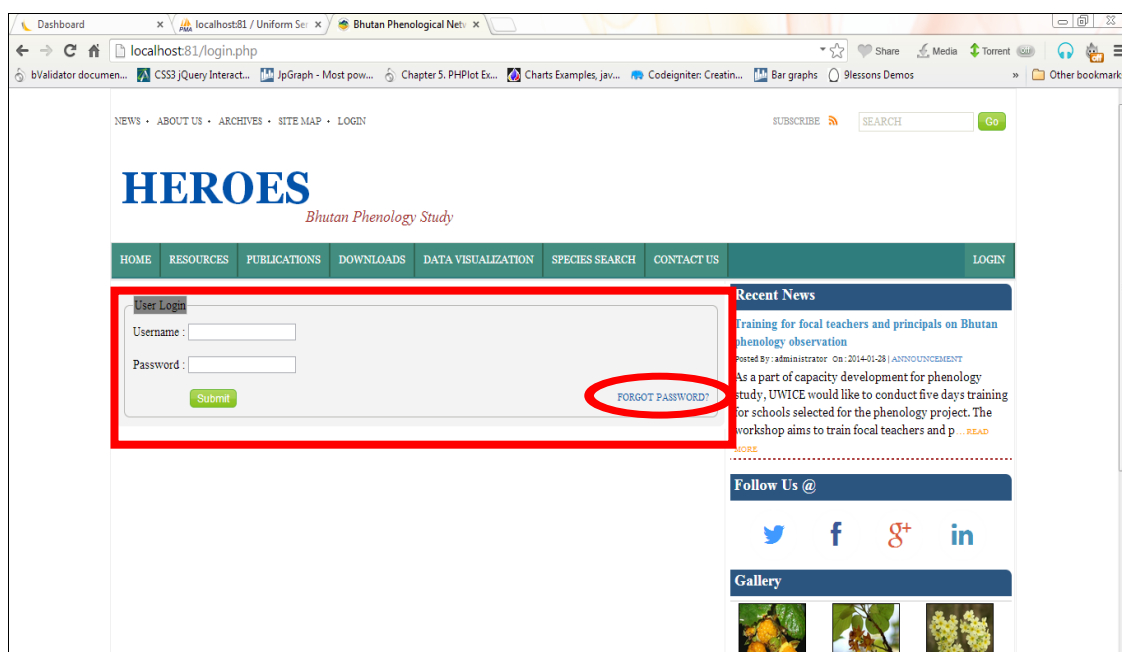 Dashboard
localhost:81 / Uniform Ser
Bhutan Phenological Netv
localhost:81/login.php
Share Media Torrent
bValidator documen... CSS3 jQuery Interact... JpGraph - Most pow... Chapter 5. PHPlot Ex... Charts Examples, jav... Codeigniter: Creatin... Bar graphs 9lessons Demos » Other bookmark
NEWS • ABOUT US • ARCHIVES • SITE MAP • LOGIN
SUBSCRIBE SEARCH Go
HEROES
Bhutan Phenology Study
HOME RESOURCES PUBLICATIONS DOWNLOADS DATA VISUALIZATION SPECIES SEARCH CONTACT US LOGIN
User Login
Username :
Password :
Submit
FORGOT PASSWORD?
Recent News
Training for focal teachers and principals on Bhutan
phenology observation
Posted By : administrator On : 2014-01-28 | ANNOUNCEMENT
As a part of capacity development for phenology
study, UWICE would like to conduct five days training
for schools selected for the phenology project. The
workshop aims to train focal teachers and p... READ
MORE
Follow Us @
f g+ in
Gallery